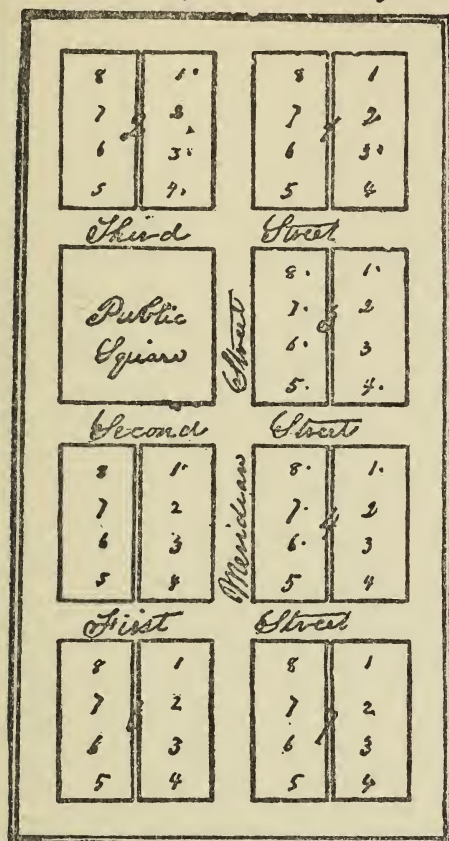 8 1· 8 1
7 2 7 2·
6 3· 6 3·
5 4· 5 4
Third Street
Public
Square
Street
8· 1·
7· 2
6· 3
5· 4·
Second Street
Meridian
8 1· 8· 1·
7 2 7· 2
6 3 6· 3
5 4 5 4
First Street
8 1 8 1
7 2 7 2
6 3 6 3
5 4 5 4